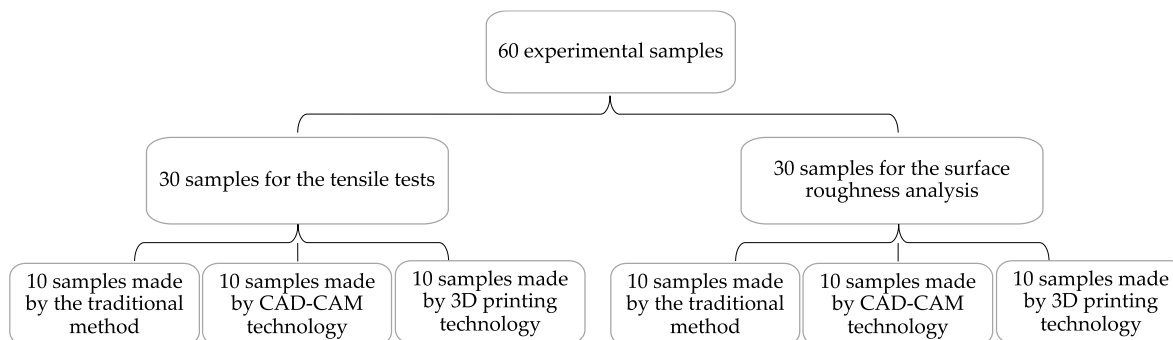 60 experimental samples
30 samples for the tensile tests
30 samples for the surface
roughness analysis
10 samples made
by the traditional
method
10 samples made
by CAD-CAM
technology
10 samples made
by 3D printing
technology
10 samples made
by the traditional
method
10 samples made
by CAD-CAM
technology
10 samples made
by 3D printing
technology